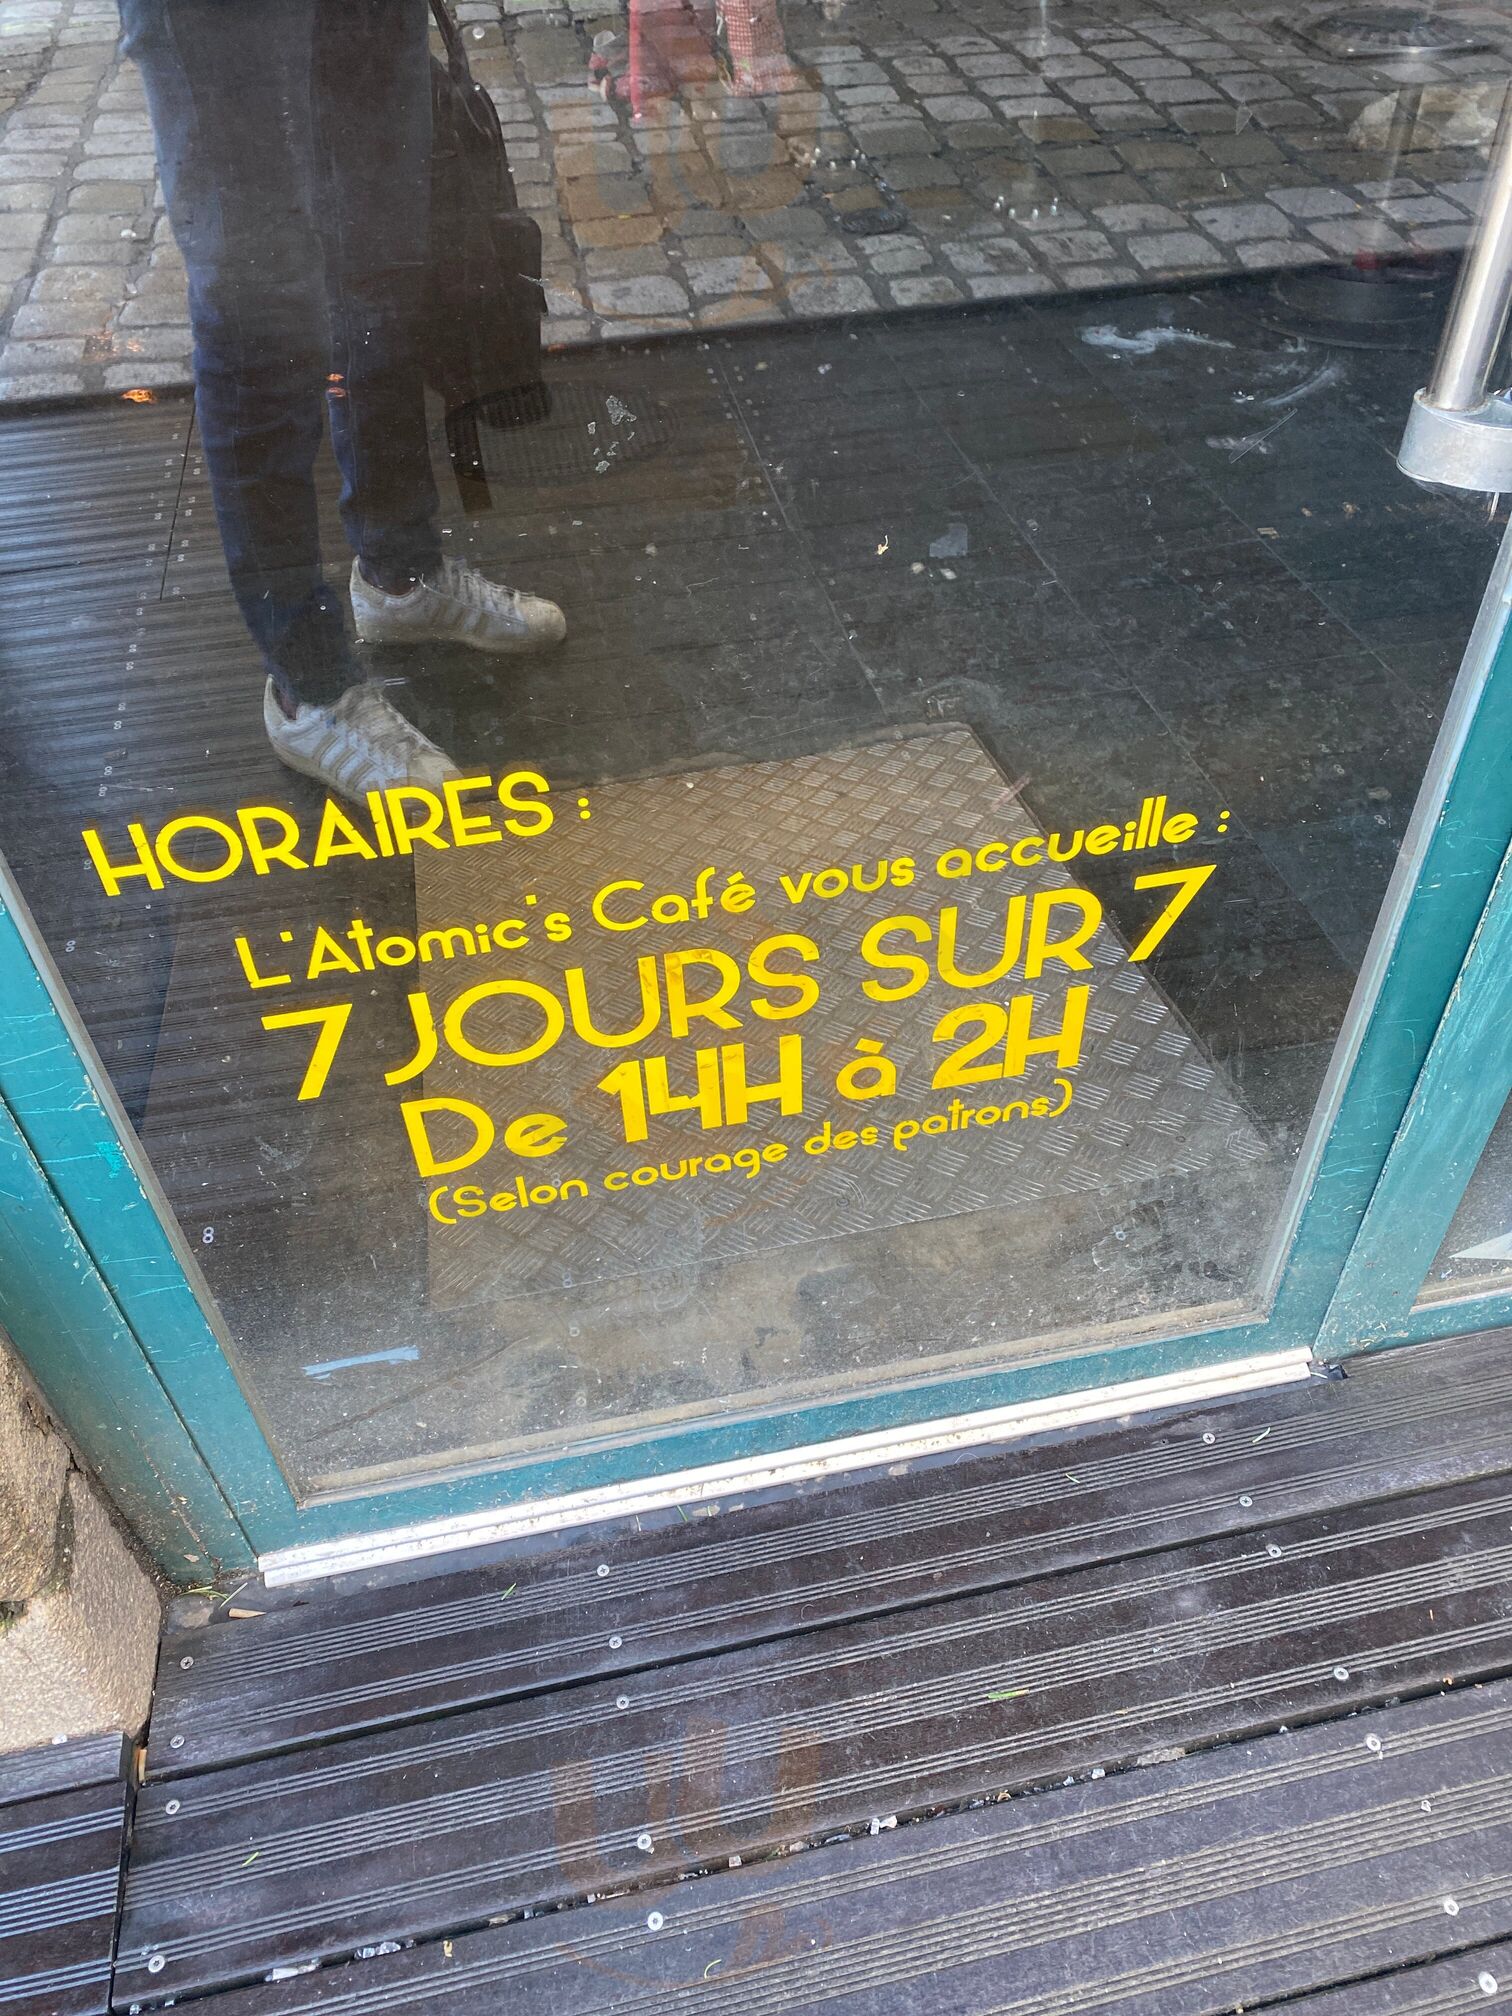 HORAIRES :
L'Atomic's Café vous accueille :
7 JOURS SUR 7
De 14H à 2H
(Selon courage des patrons)